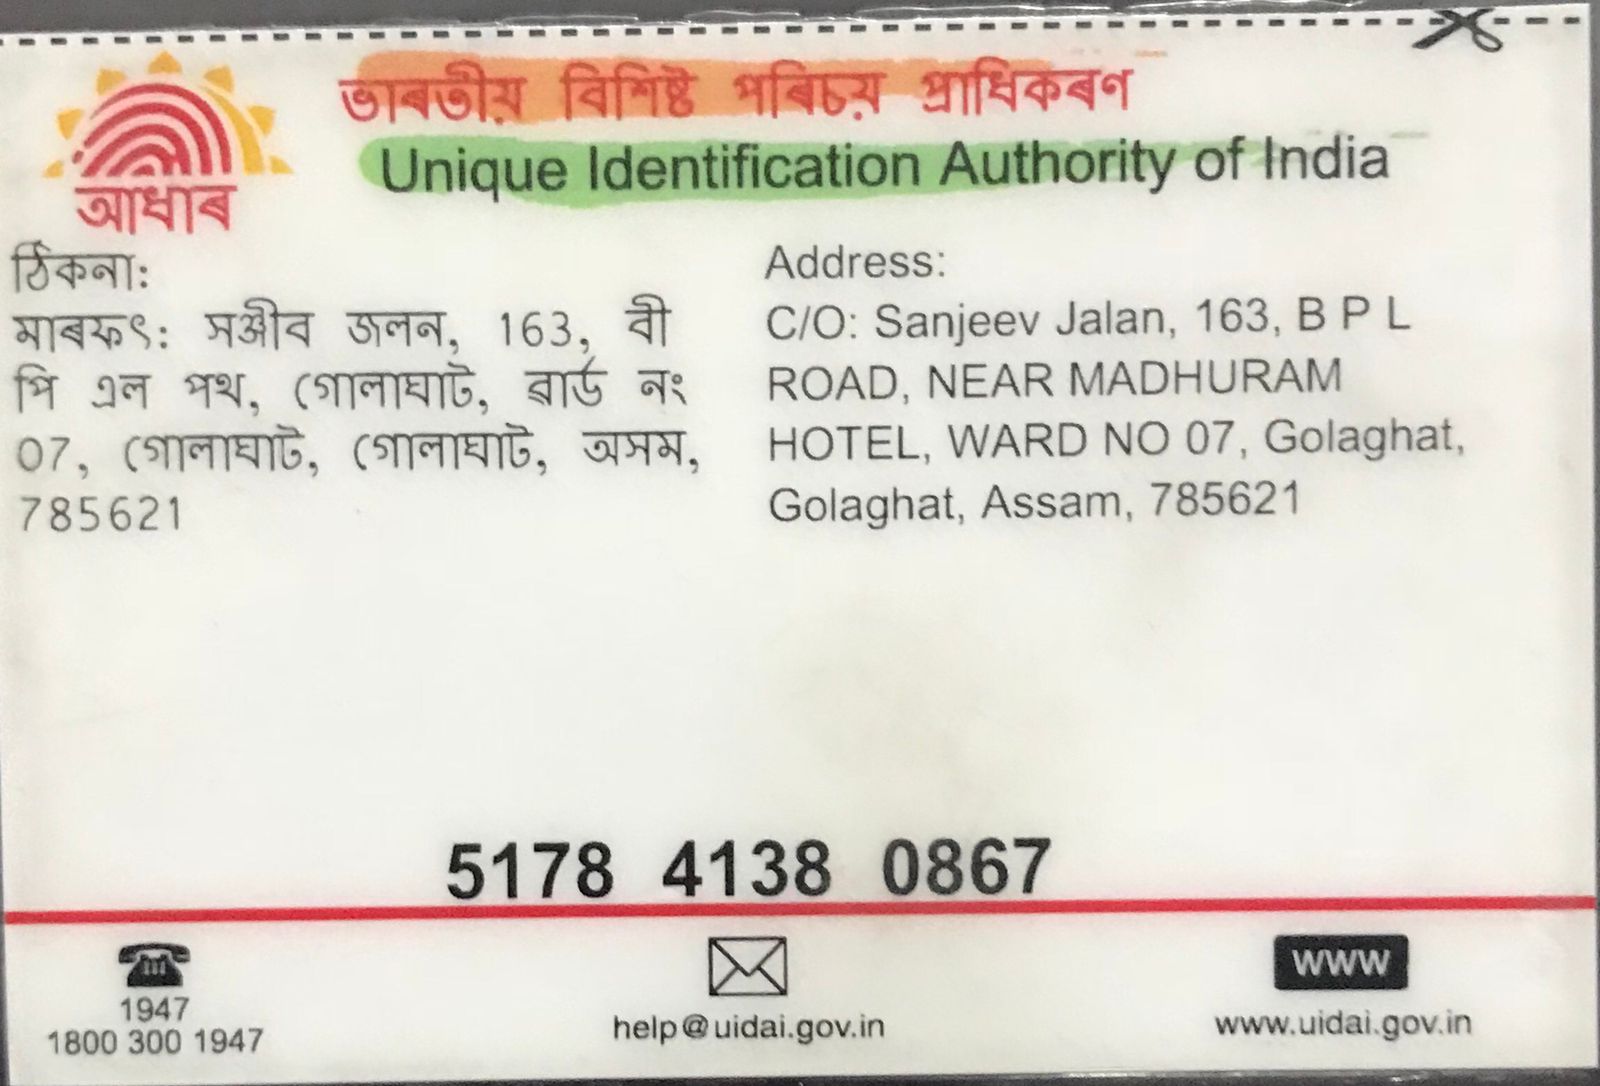 ভাৰতীয় বিশিষ্ট পৰিচয় প্ৰাধিকৰণ
Unique Identification Authority of India
আধাৰ
ঠিকনা:
মাৰফৎ: সঞ্জীব জলন, 163, বী
পি এল পথ, গোলাঘাট, ৱাৰ্ড নং
07, গোলাঘাট, গোলাঘাট, অসম,
785621
Address:
C/O: Sanjeev Jalan, 163, B P L
ROAD, NEAR MADHURAM
HOTEL, WARD NO 07, Golaghat,
Golaghat, Assam, 785621
5178 4138 0867
1947
1800 300 1947
help@uidai.gov.in
www
www.uidai.gov.in